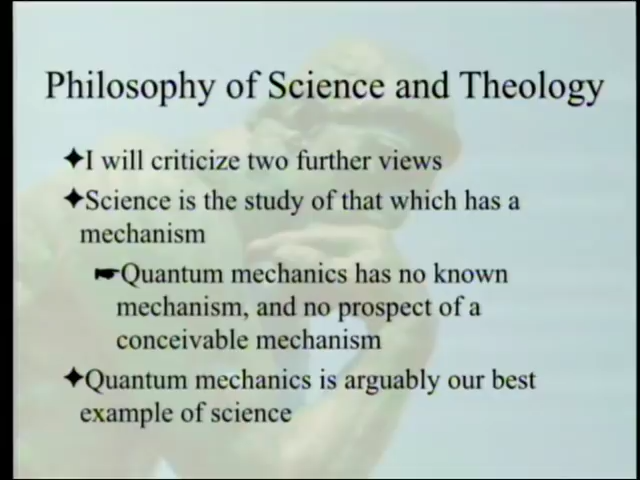 Philosophy of Science and Theology
✦I will criticize two further views
✦Science is the study of that which has a
mechanism
☛Quantum mechanics has no known
mechanism, and no prospect of a
conceivable mechanism
✦Quantum mechanics is arguably our best
example of science